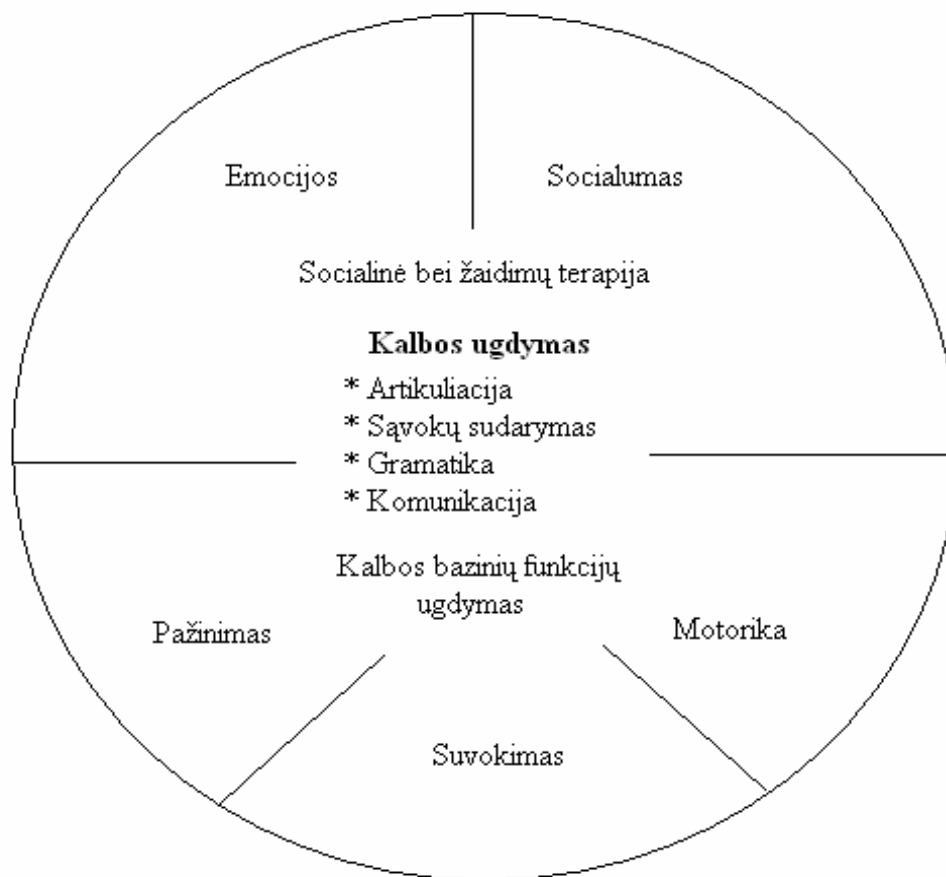 Emocijos
Socialumas
Socialinė bei žaidimų terapija
Kalbos ugdymas
* Artikuliacija
* Sąvokų sudarymas
* Gramatika
* Komunikacija
Kalbos bazinių funkcijų
ugdymas
Pažinimas
Motorika
Suvokimas